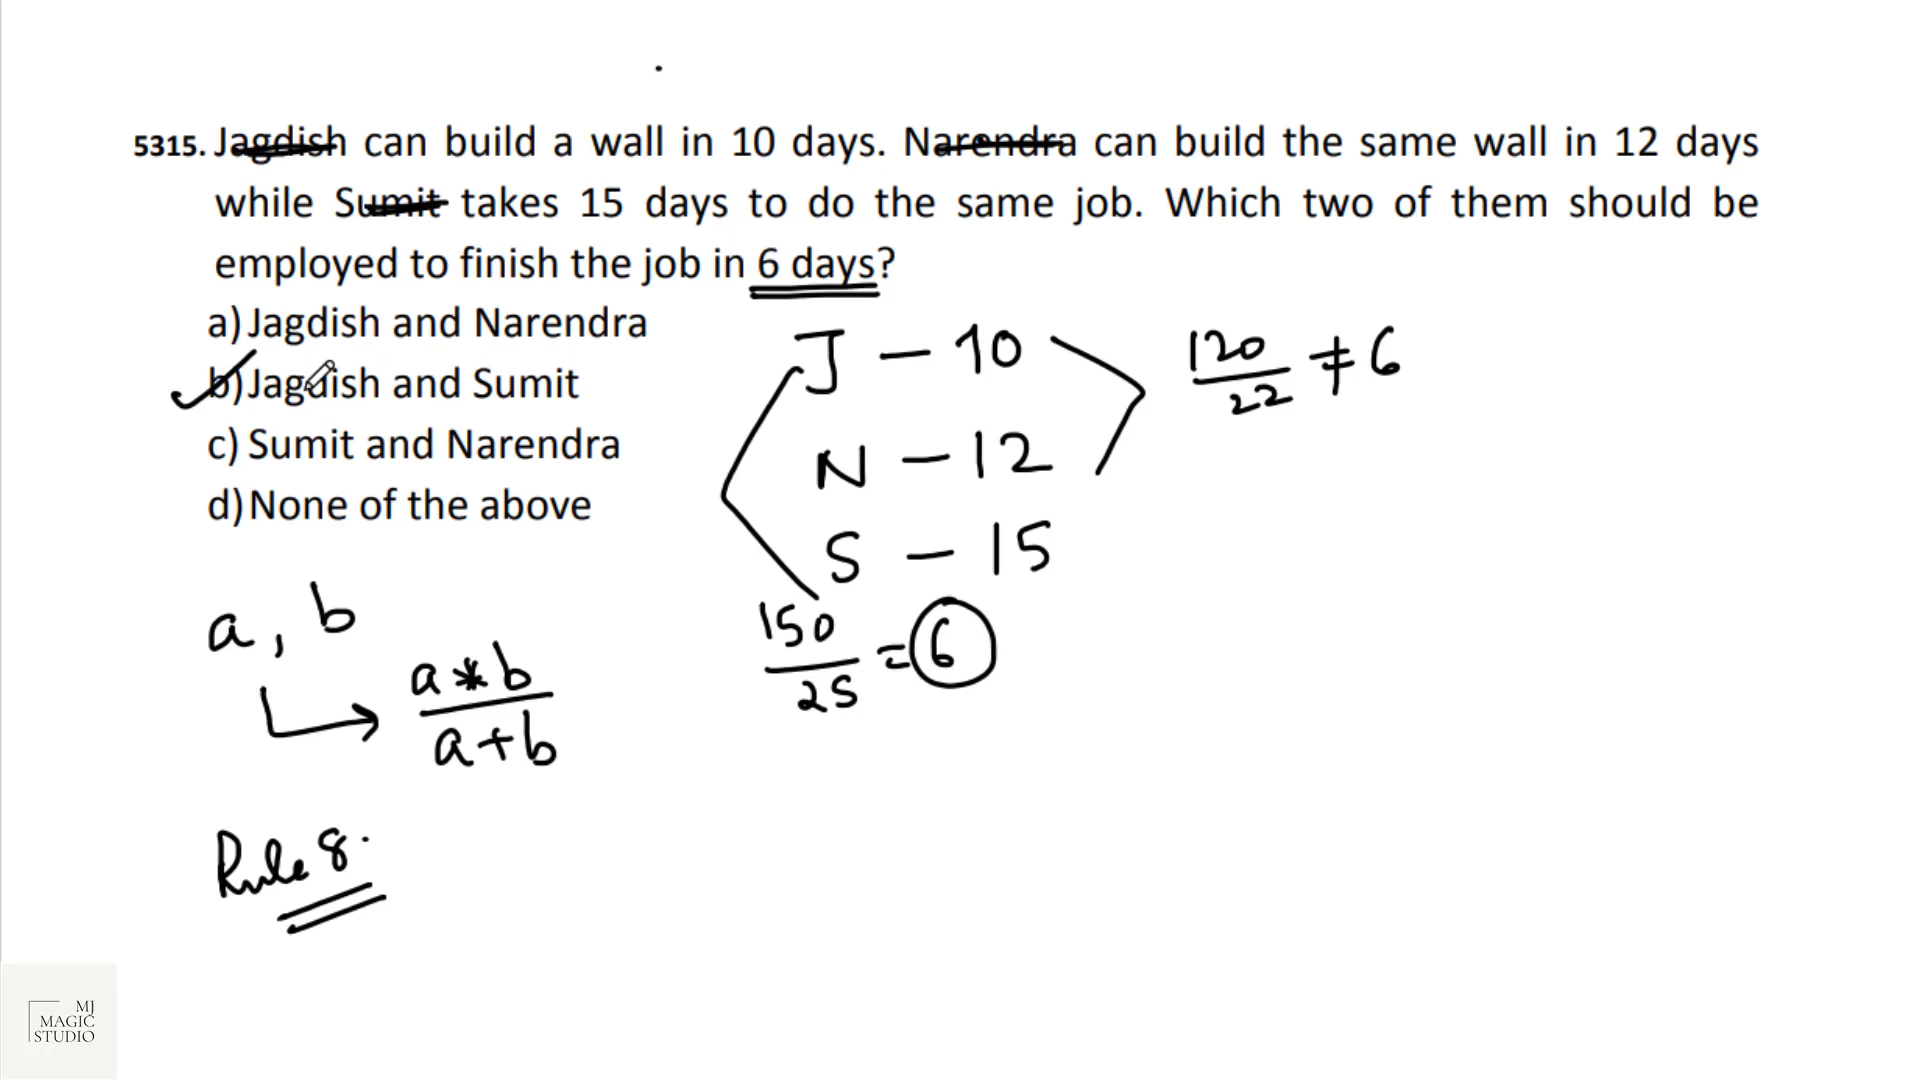 5315. Jagdish can build a wall in 10 days. Narendra can build the same wall in 12 days
while Sumit takes 15 days to do the same job. Which two of them should be
employed to finish the job in 6 days?
a) Jagdish and Narendra
b) Jagdish and Sumit
c) Sumit and Narendra
d) None of the above
J - 10
N - 12
S - 15
120/22 ≠ 6
150/25 = 6
a, b
a * b
a + b
Rule 8.
MJ
MAGIC
STUDIO